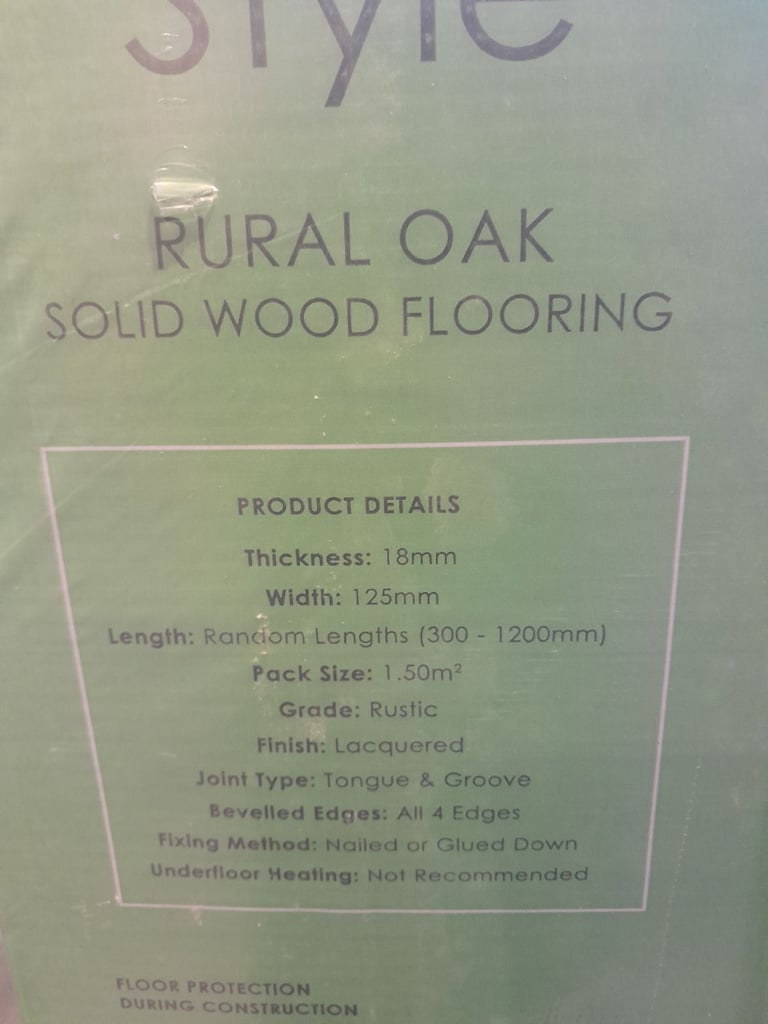 Style
RURAL OAK
SOLID WOOD FLOORING
PRODUCT DETAILS
Thickness: 18mm
Width: 125mm
Length: Random Lengths (300 - 1200mm)
Pack Size: 1.50m²
Grade: Rustic
Finish: Lacquered
Joint Type: Tongue & Groove
Bevelled Edges: All 4 Edges
Fixing Method: Nailed or Glued Down
Underfloor Heating: Not Recommended
FLOOR PROTECTION
DURING CONSTRUCTION